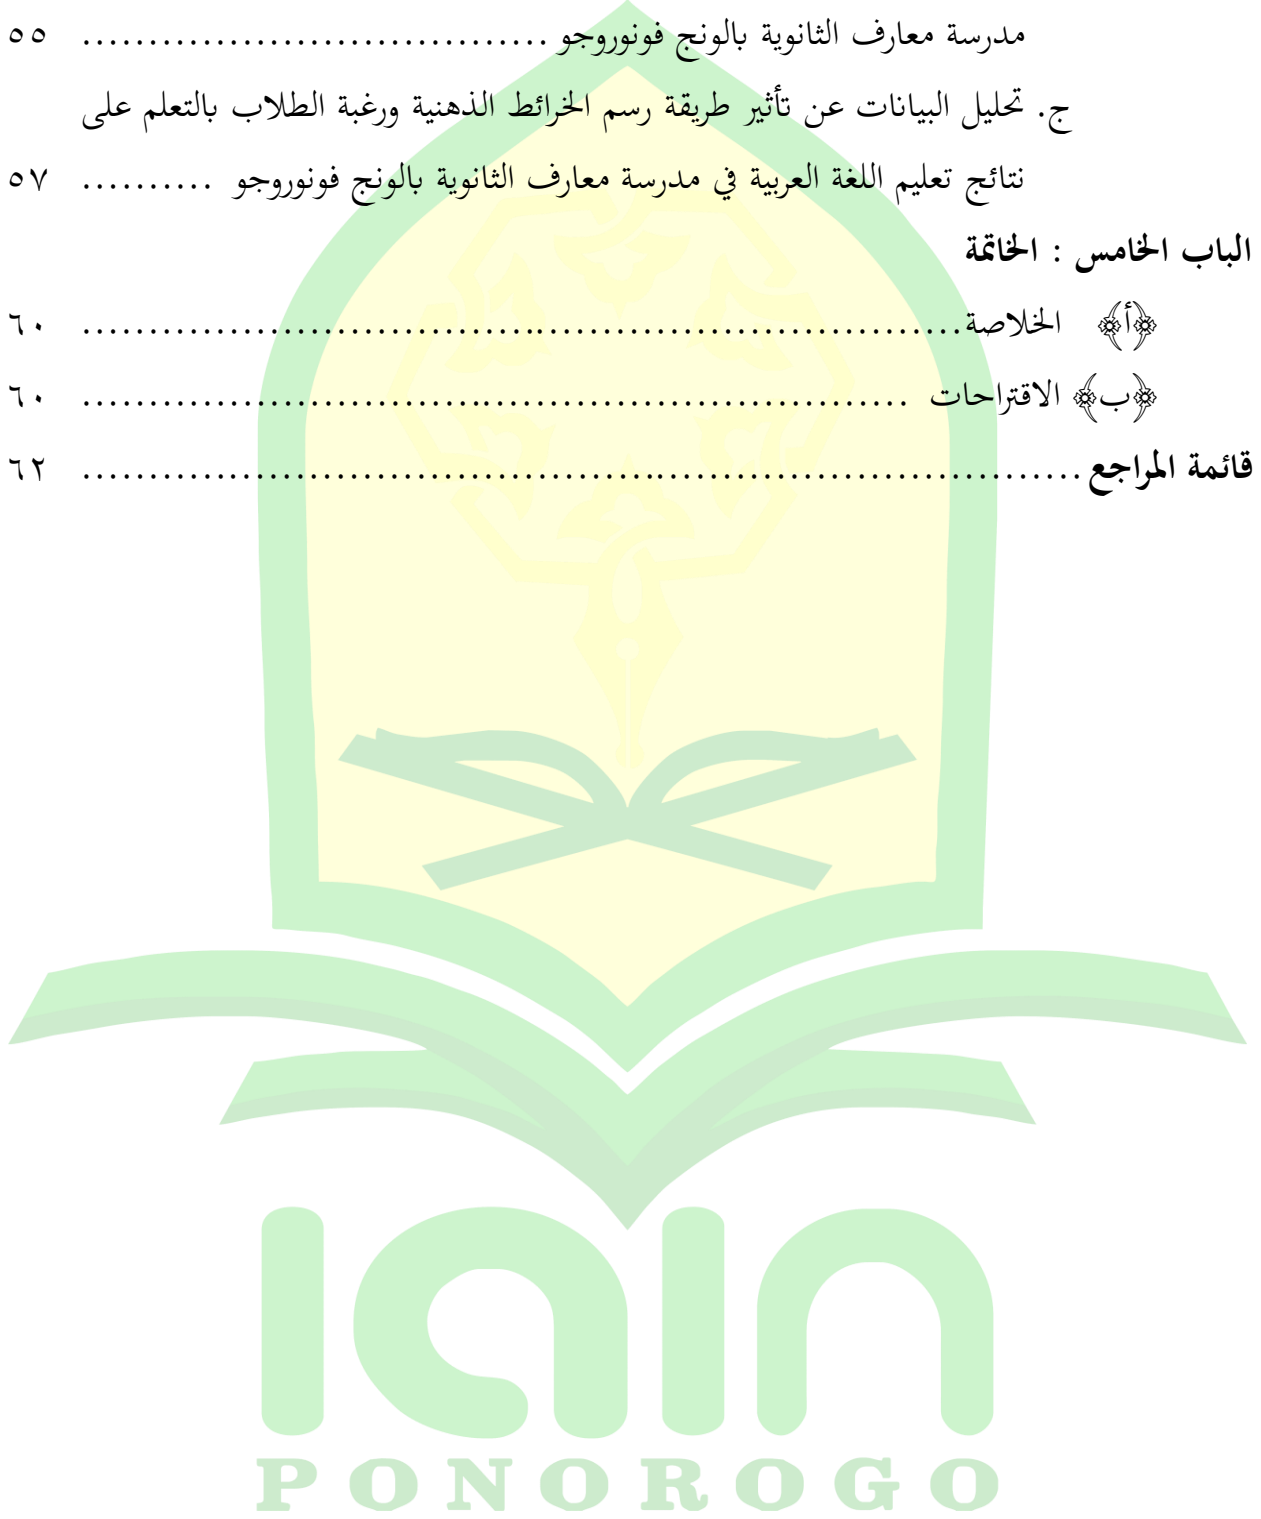 مدرسة معارف الثانوية بالونج فونوروجو ................................... ٥٥
ج. تحليل البيانات عن تأثير طريقة رسم الخرائط الذهنية ورغبة الطلاب بالتعلم على
نتائج تعليم اللغة العربية في مدرسة معارف الثانوية بالونج فونوروجو .......... ٥٧
الباب الخامس : الخاتمة
﴿أ﴾ الخلاصة.................................................................. ٦٠
﴿ب﴾ الاقتراحات .............................................................. ٦٠
قائمة المراجع........................................................................... ٦٢
iain
PONOROGO